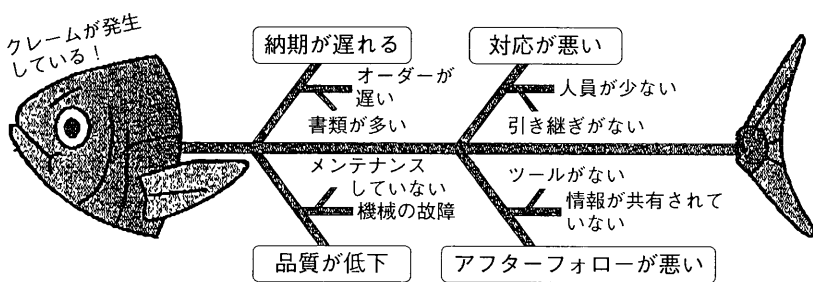 クレームが発生
している!
納期が遅れる
対応が悪い
オーダーが
遅い
書類が多い
人員が少ない
引き継ぎがない
メンテナンス
していない
機械の故障
ツールがない
情報が共有されて
いない
品質が低下
アフターフォローが悪い